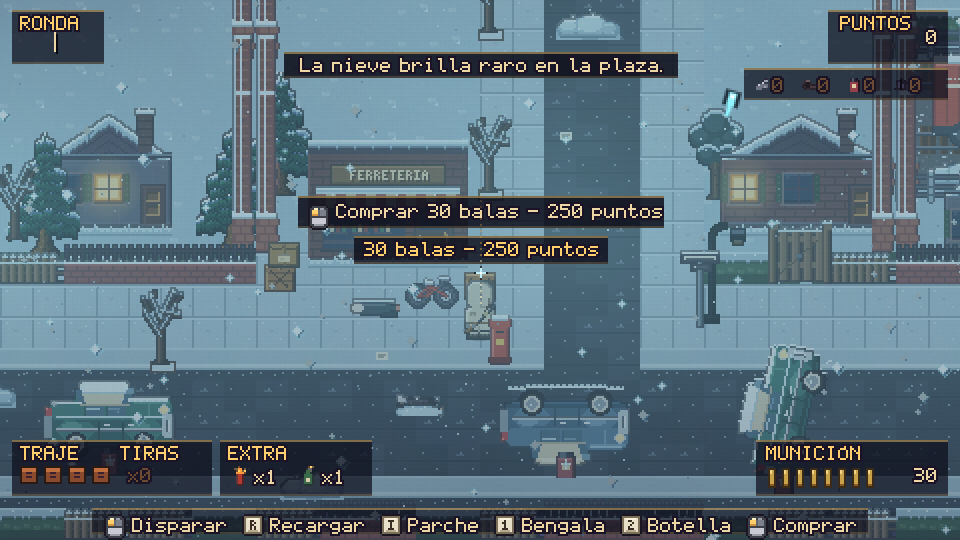 RONDA
|
PUNTOS
0
La nieve brilla raro en la plaza.
0 0 0 0
FERRETERIA
Comprar 30 balas - 250 puntos
30 balas - 250 puntos
TRAJE TIRAS
x0
EXTRA
x1 x1
MUNICIÓN
30
Disparar R Recargar I Parche 1 Bengala 2 Botella Comprar